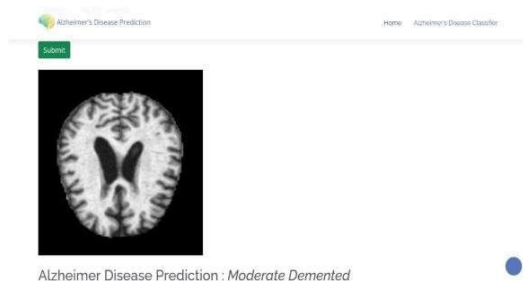 Alzheimer's Disease Prediction
Home Alzheimer's Disease Classifier
Submit
Alzheimer Disease Prediction : Moderate Demented